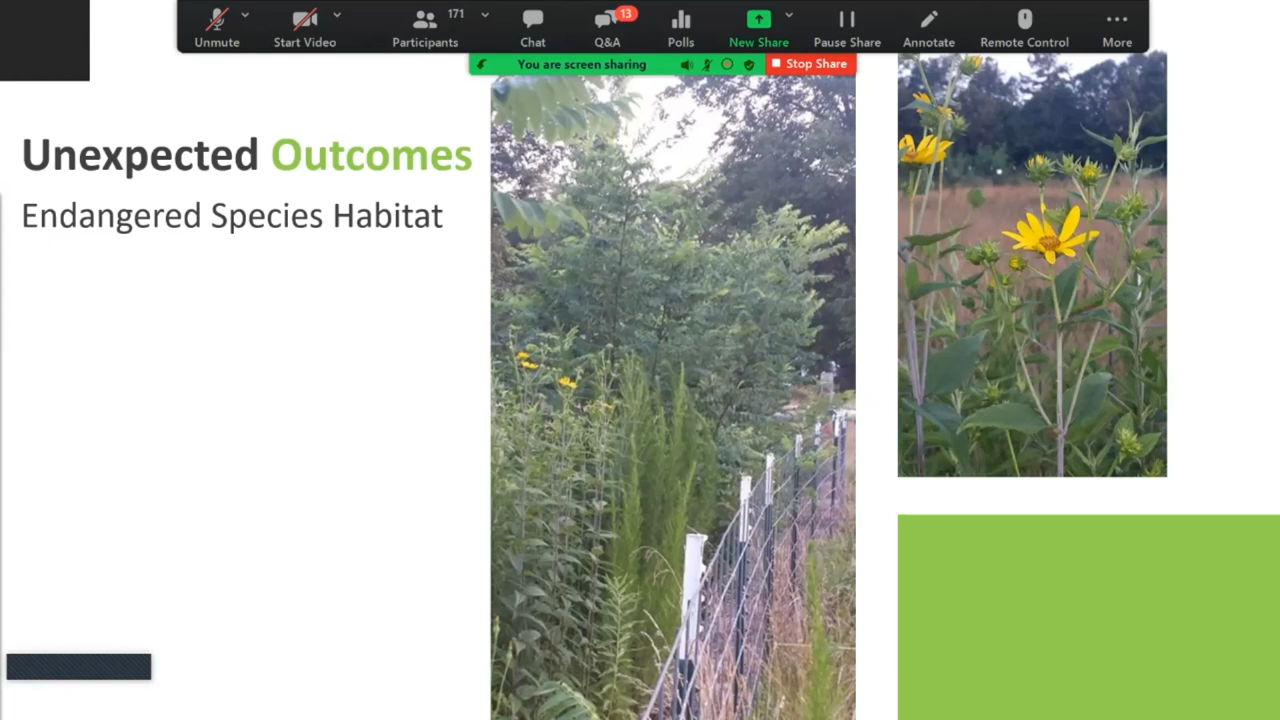 171
13
Unmute
Start Video
Participants
Chat
Q&A
Polls
New Share
Pause Share
Annotate
Remote Control
More
You are screen sharing
Stop Share
Unexpected Outcomes
Endangered Species Habitat